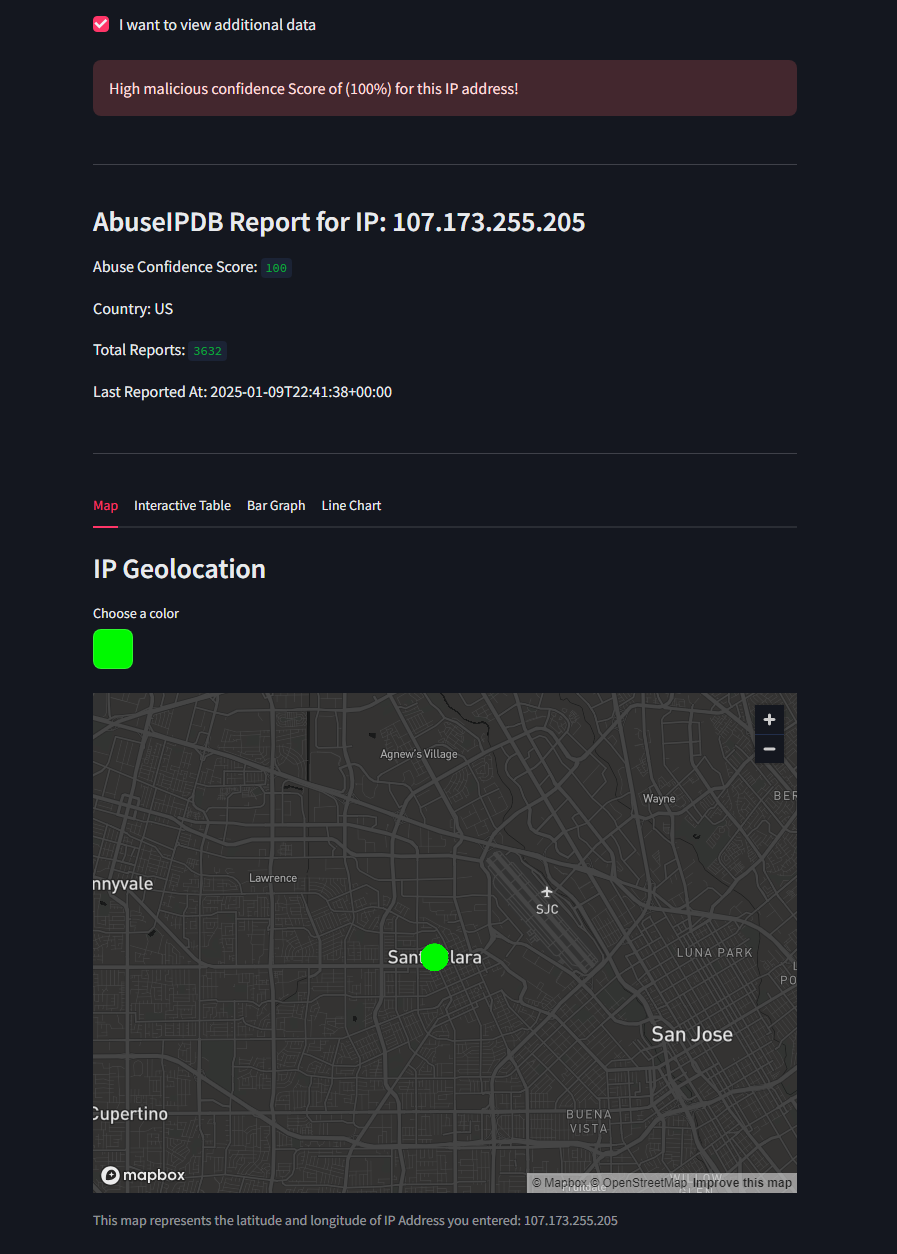 I want to view additional data
High malicious confidence Score of (100%) for this IP address!
AbuseIPDB Report for IP: 107.173.255.205
Abuse Confidence Score: 100
Country: US
Total Reports: 3632
Last Reported At: 2025-01-09T22:41:38+00:00
Map Interactive Table Bar Graph Line Chart
IP Geolocation
Choose a color
+
−
Agnew's Village
Wayne
BER
Lawrence
nnyvale
SJC
LUNA PARK
Sant lara
PO
San Jose
Cupertino
BUENA
VISTA
mapbox
© Mapbox © OpenStreetMap Improve this map
This map represents the latitude and longitude of IP Address you entered: 107.173.255.205